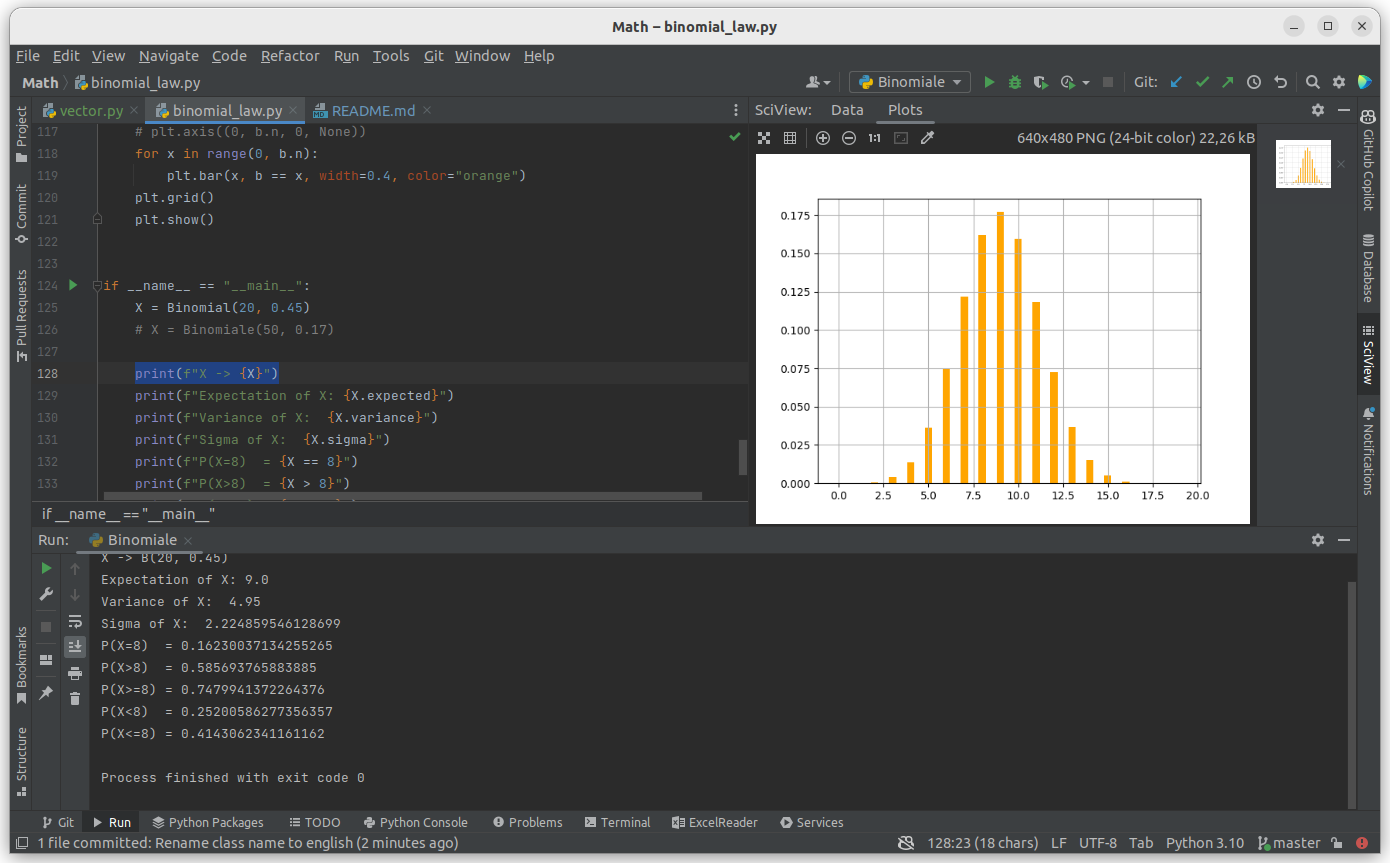 Math – binomial_law.py
File Edit View Navigate Code Refactor Run Tools Git Window Help
Math binomial_law.py Binomiale Git:
vector.py binomial_law.py README.md SciView: Data Plots
1:1 640x480 PNG (24-bit color) 22,26 kB
117 # plt.axis((0, b.n, 0, None))
118 for x in range(0, b.n):
119 plt.bar(x, b == x, width=0.4, color="orange")
120 plt.grid()
121 plt.show()
122
123
124 if __name__ == "__main__":
125 X = Binomial(20, 0.45)
126 # X = Binomiale(50, 0.17)
127
128 print(f"X -> {X}")
129 print(f"Expectation of X: {X.expected}")
130 print(f"Variance of X:  {X.variance}")
131 print(f"Sigma of X:  {X.sigma}")
132 print(f"P(X=8)  = {X == 8}")
133 print(f"P(X>8)  = {X > 8}")
if __name__ == "__main__"
0.175
0.150
0.125
0.100
0.075
0.050
0.025
0.000
0.0 2.5 5.0 7.5 10.0 12.5 15.0 17.5 20.0
Project
Commit
Pull Requests
Bookmarks
Structure
GitHub Copilot
Database
SciView
Notifications
Run: Binomiale
X -> B(20, 0.45)
Expectation of X: 9.0
Variance of X:  4.95
Sigma of X:  2.224859546128699
P(X=8)  = 0.16230037134255265
P(X>8)  = 0.585693765883885
P(X>=8) = 0.7479941372264376
P(X<8)  = 0.25200586277356357
P(X<=8) = 0.4143062341161162
Process finished with exit code 0
Git Run Python Packages TODO Python Console Problems Terminal ExcelReader Services
1 file committed: Rename class name to english (2 minutes ago) 128:23 (18 chars) LF UTF-8 Tab Python 3.10 master